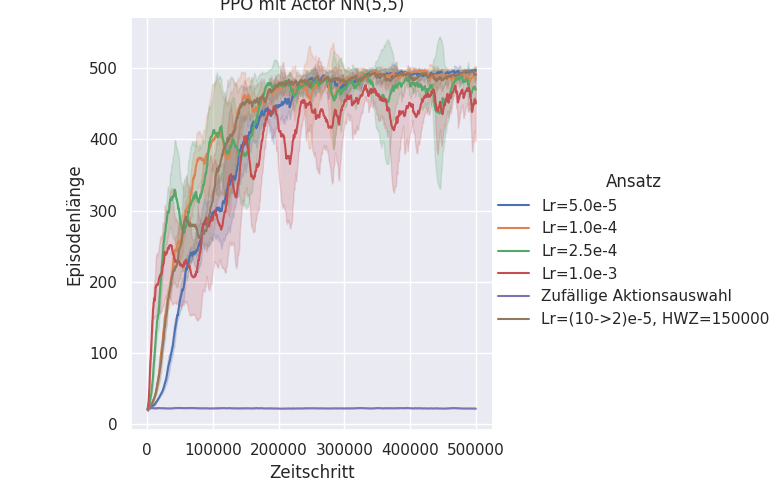 PPO mit Actor NN(5,5)
500
400
300
200
100
0
Episodenlänge
0 100000 200000 300000 400000 500000
Zeitschritt
Ansatz
Lr=5.0e-5
Lr=1.0e-4
Lr=2.5e-4
Lr=1.0e-3
Zufällige Aktionsauswahl
Lr=(10->2)e-5, HWZ=150000